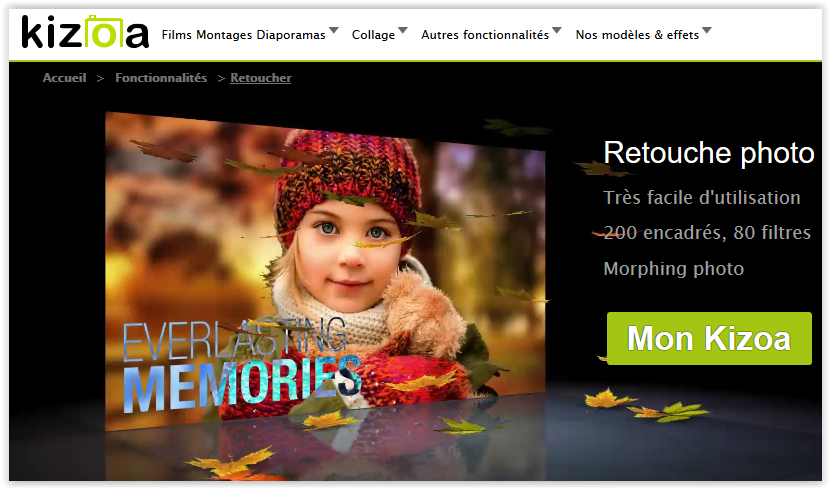 kizoa
Films Montages Diaporamas Collage Autres fonctionnalités Nos modèles & effets
Accueil > Fonctionnalités > Retoucher
Retouche photo
Très facile d'utilisation
200 encadrés, 80 filtres
Morphing photo
Mon Kizoa
EVERLASTING
MEMORIES